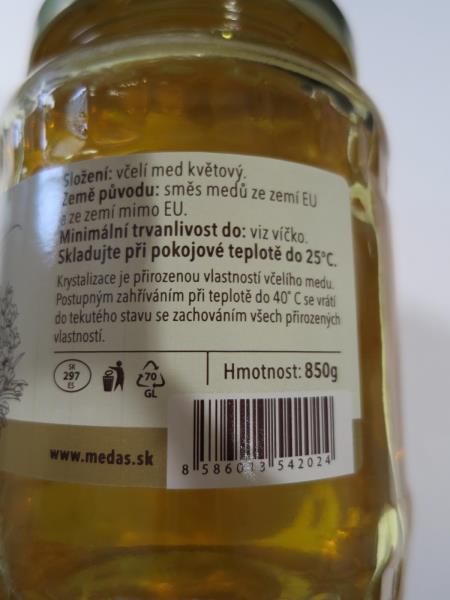 Složení: včelí med květový.
Země původu: směs medů ze zemí EU
a ze zemí mimo EU.
Minimální trvanlivost do: viz víčko.
Skladujte při pokojové teplotě do 25°C.
Krystalizace je přirozenou vlastností včelího medu.
Postupným zahříváním při teplotě do 40° C se vrátí
do tekutého stavu se zachováním všech přirozených
vlastností.
SK
297
ES
70
GL
Hmotnost: 850g
www.medas.sk
8 586013 542024